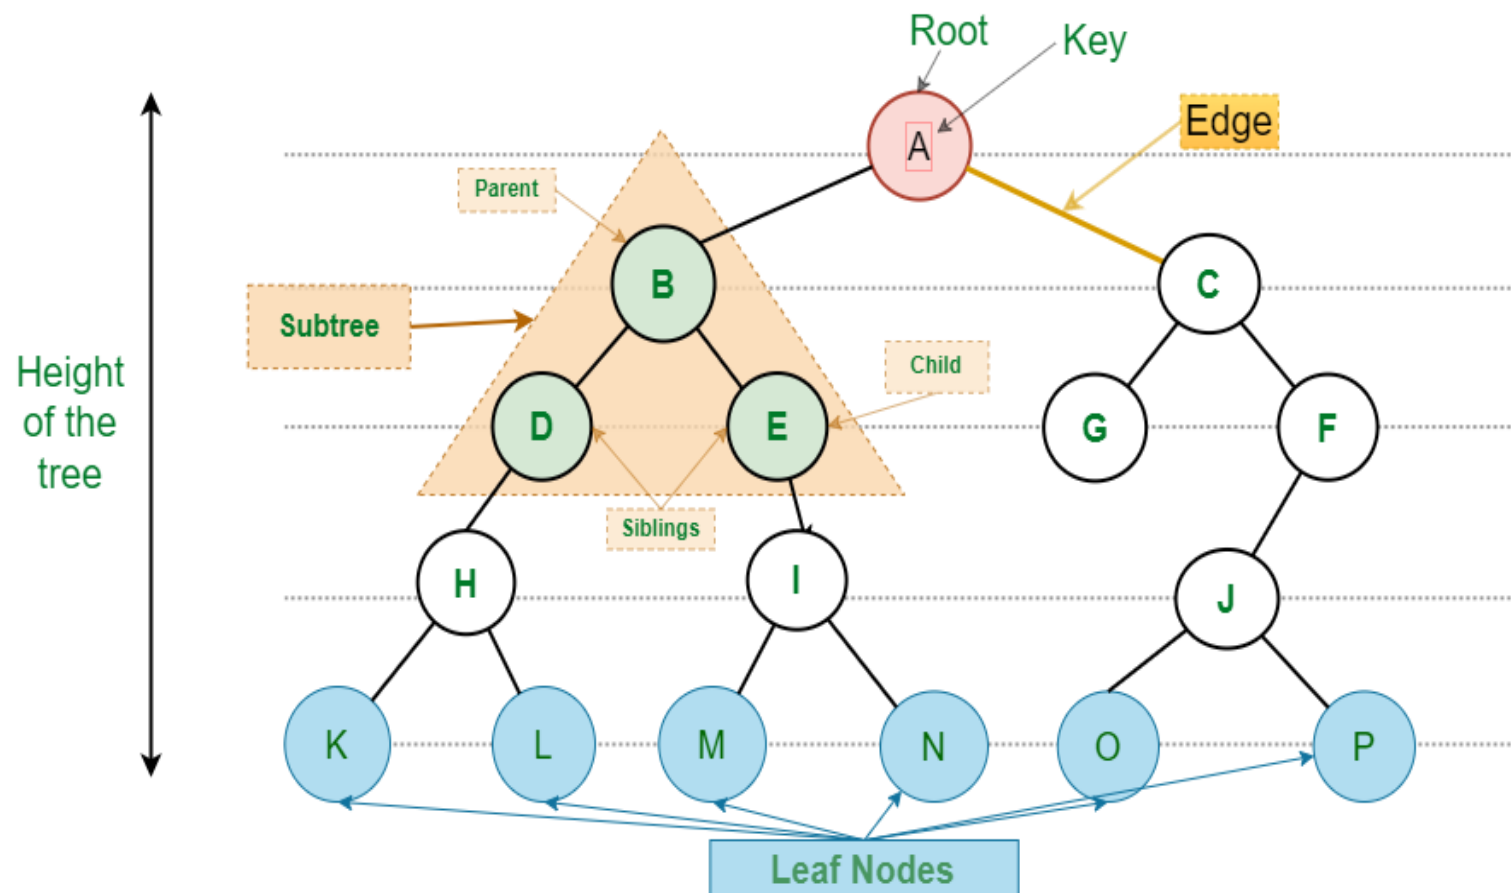 Root
Key
A
Edge
Parent
B
C
Subtree
Child
Height
of the
tree
D
E
G
F
Siblings
H
I
J
K
L
M
N
O
P
Leaf Nodes